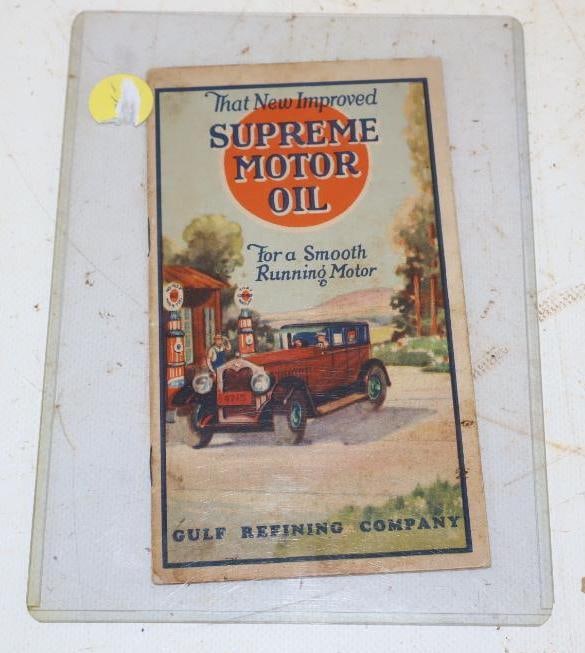 That New Improved
SUPREME
MOTOR
OIL
For a Smooth
Running Motor
GULF REFINING COMPANY